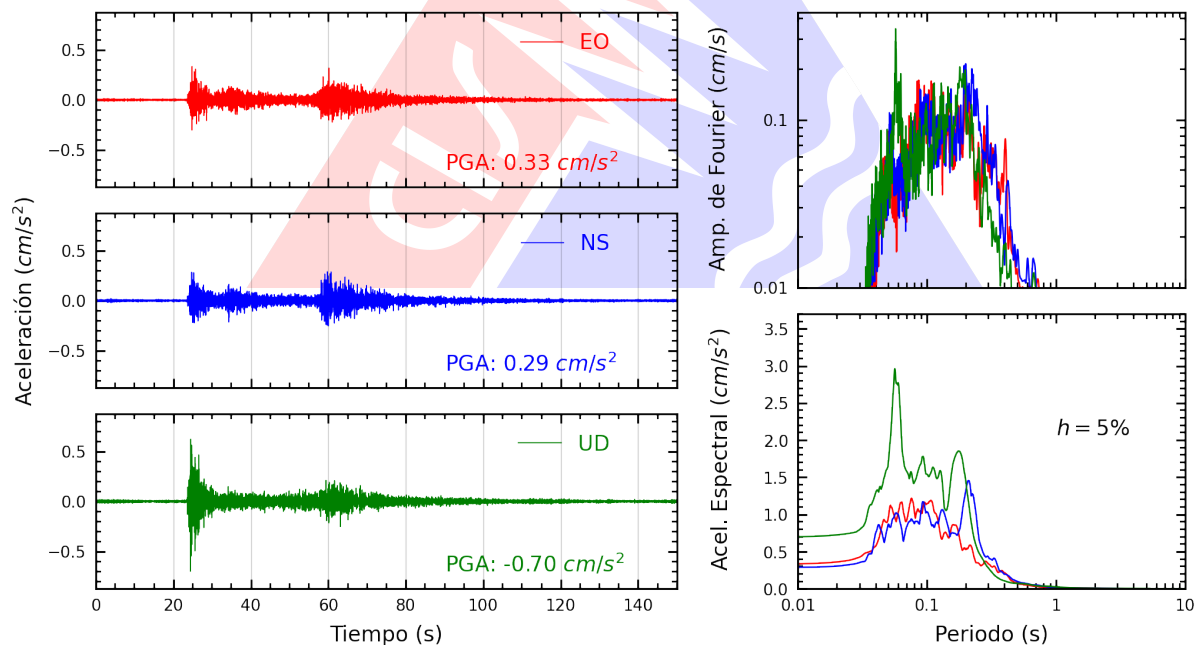 Aceleración (cm/s²)
0.5
0.0
−0.5
EO
PGA: 0.33 cm/s²
0.5
0.0
−0.5
NS
PGA: 0.29 cm/s²
0.5
0.0
−0.5
UD
PGA: -0.70 cm/s²
0 20 40 60 80 100 120 140
Tiempo (s)
Amp. de Fourier (cm/s)
0.1
0.01
Acel. Espectral (cm/s²)
3.5
3.0
2.5
2.0
1.5
1.0
0.5
0.0
h = 5%
0.01 0.1 1 10
Periodo (s)